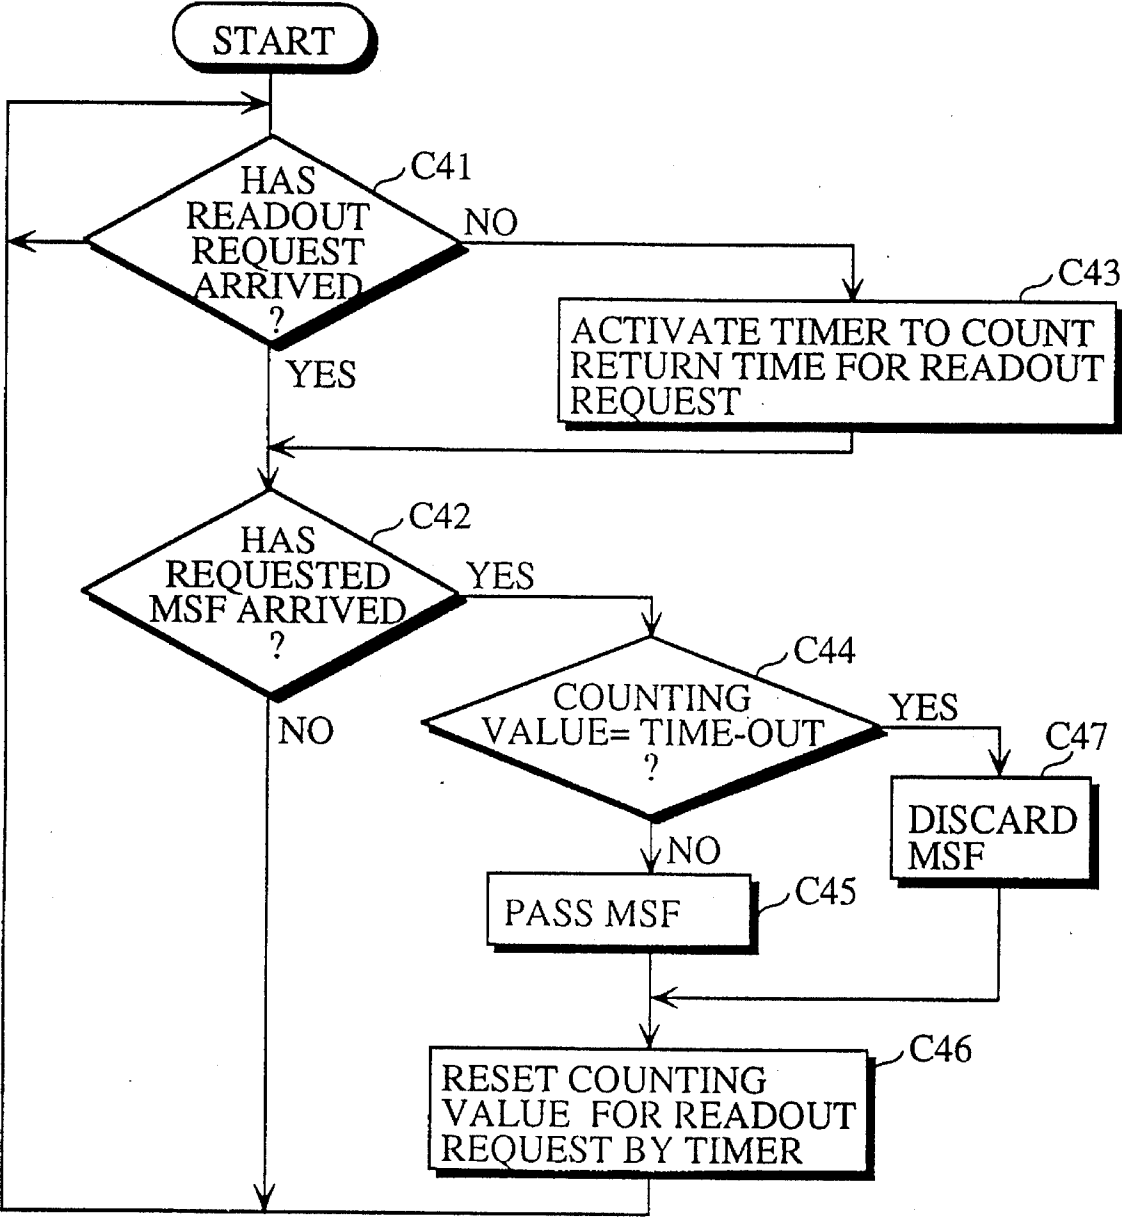 START
C41
HAS
READOUT
REQUEST
ARRIVED
?
NO
YES
C43
ACTIVATE TIMER TO COUNT
RETURN TIME FOR READOUT
REQUEST
C42
HAS
REQUESTED
MSF ARRIVED
?
YES
NO
C44
COUNTING
VALUE= TIME-OUT
?
YES
NO
C47
DISCARD
MSF
PASS MSF
C45
C46
RESET COUNTING
VALUE FOR READOUT
REQUEST BY TIMER